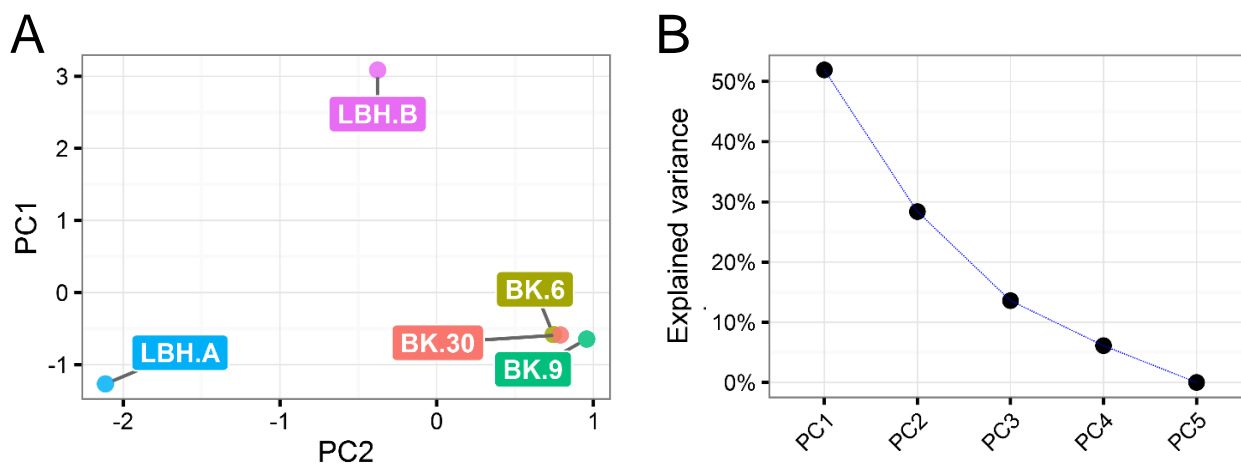 A
PC1
3
2
1
0
-1
LBH.B
BK.6
BK.30
BK.9
LBH.A
-2
-1
0
1
PC2
B
Explained variance
50%
40%
30%
20%
10%
0%
PC1
PC2
PC3
PC4
PC5